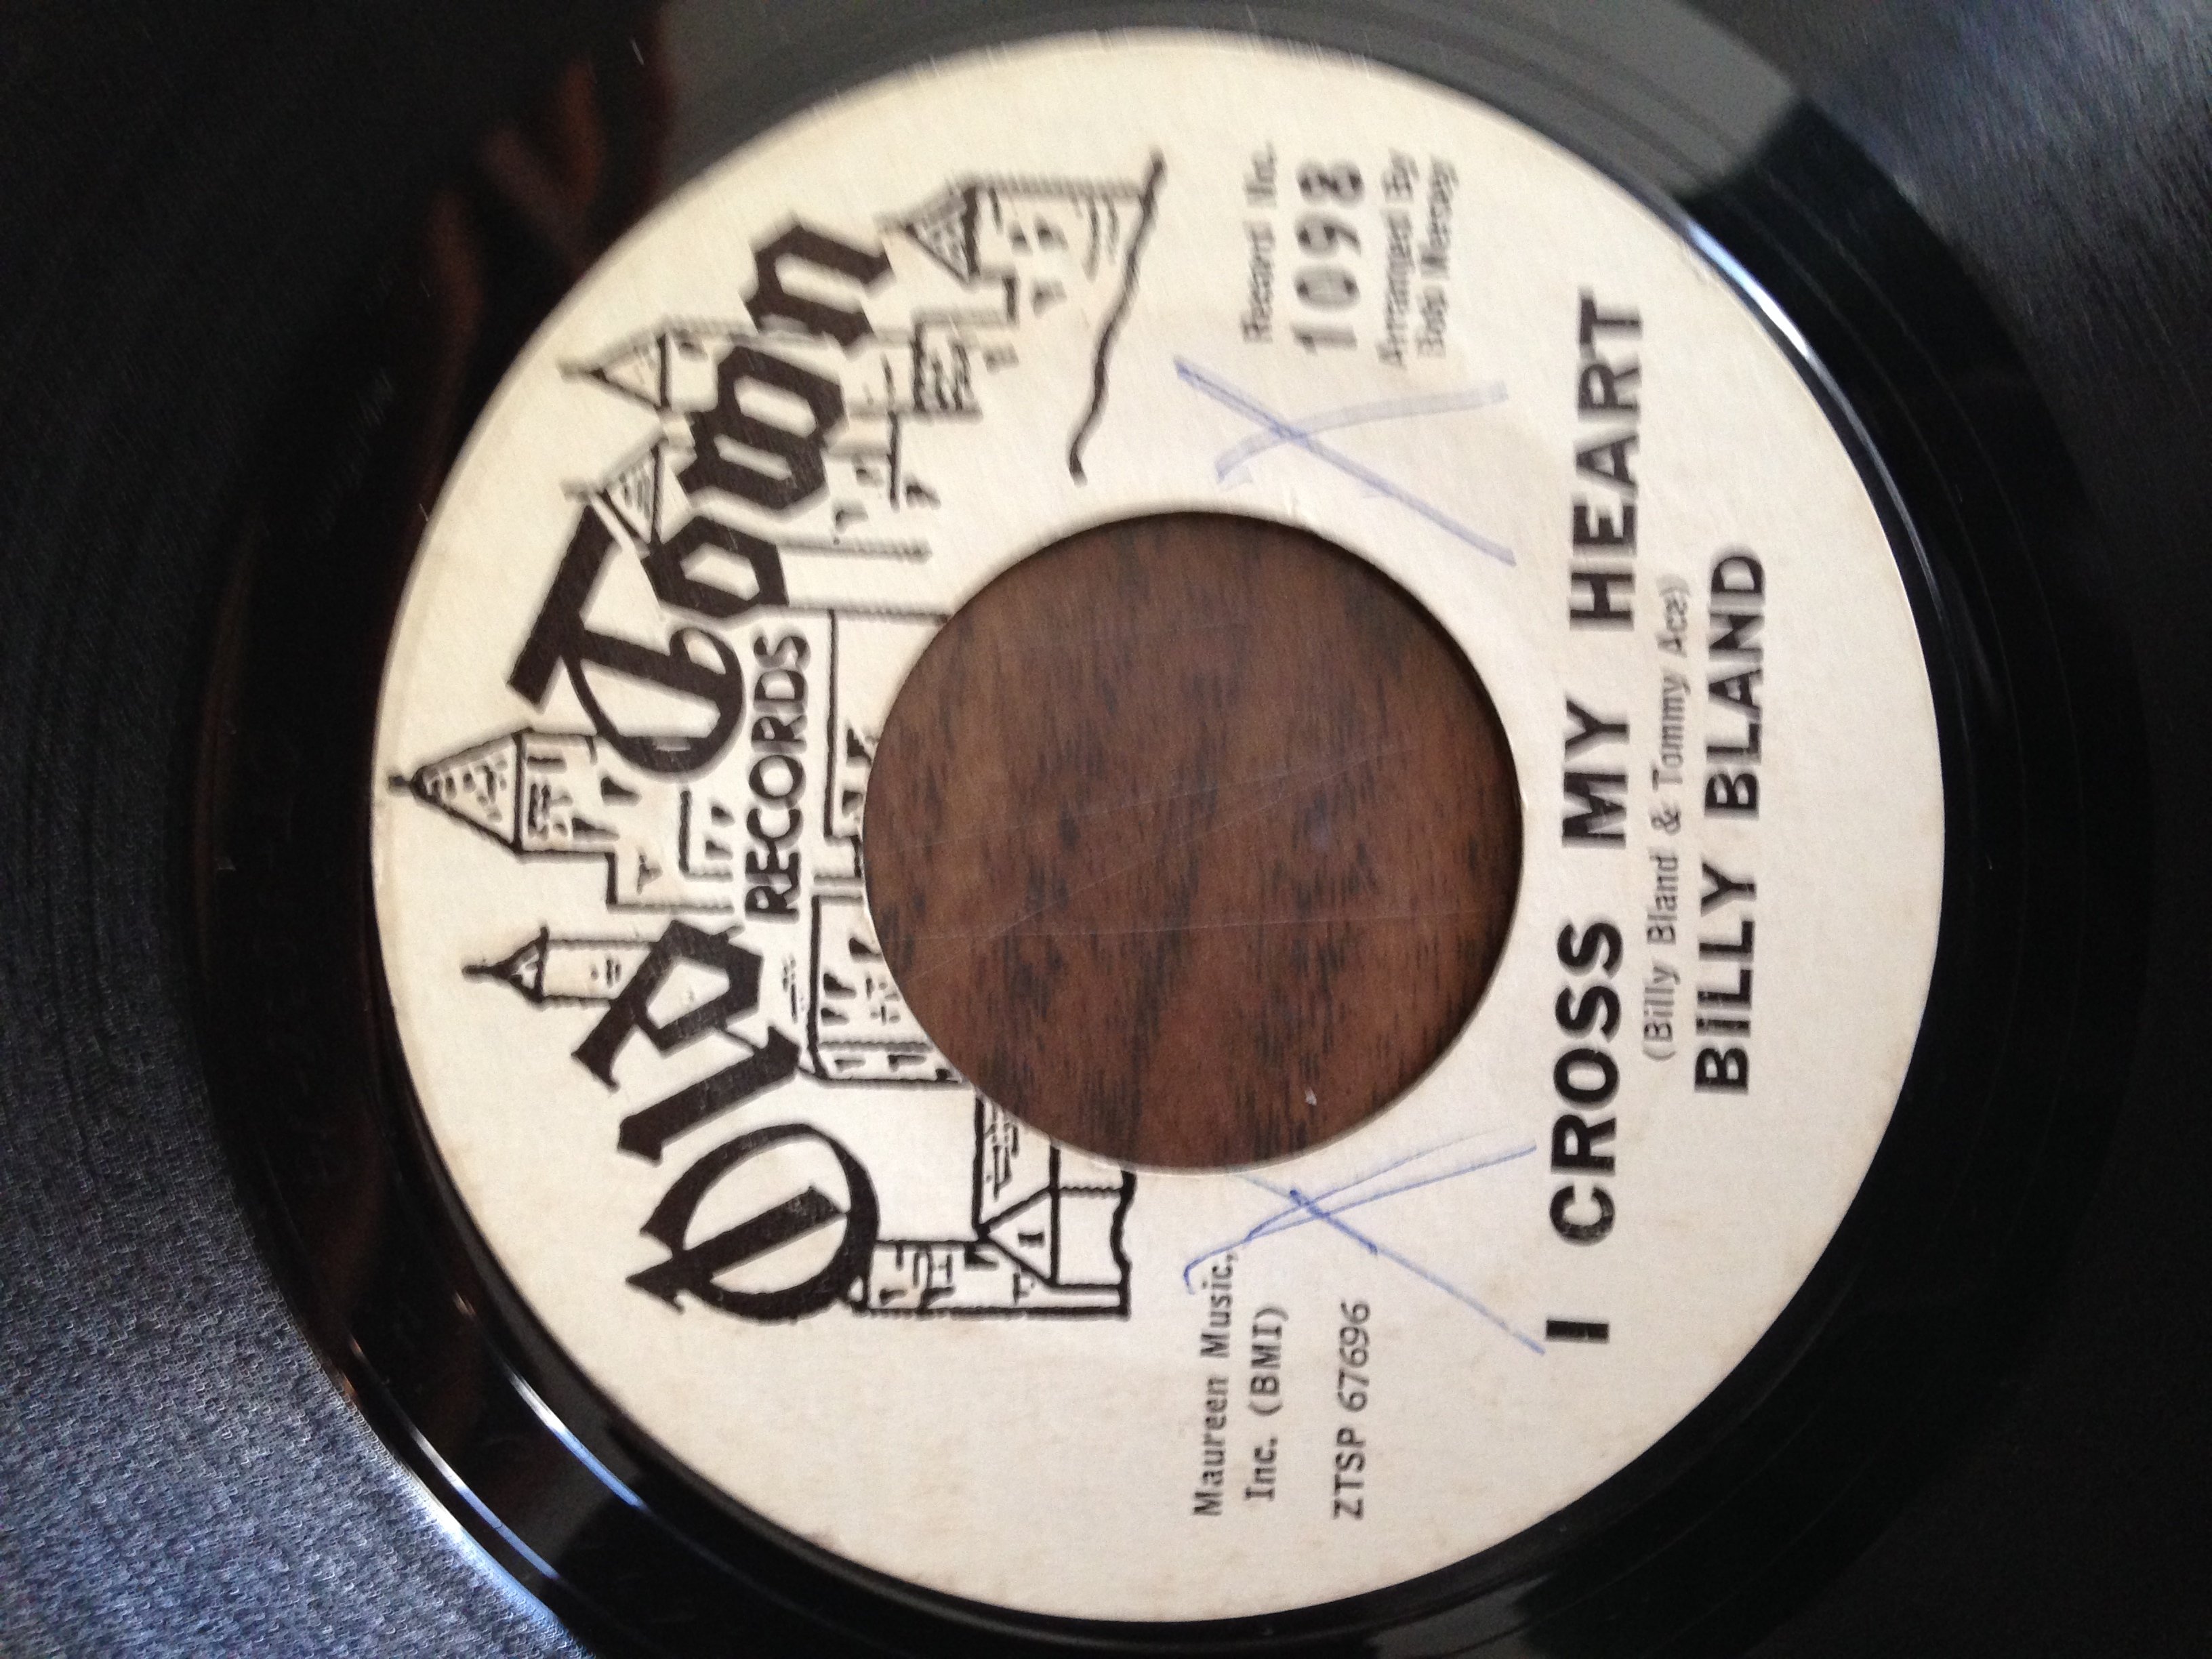 Old Town
RECORDS
Maureen Music,
Inc. (BMI)
ZTSP 67696
Record No.
1098
Arranged By
Bob Mersey
I CROSS MY HEART
(Billy Bland & Tommy Ace)
BILLY BLAND